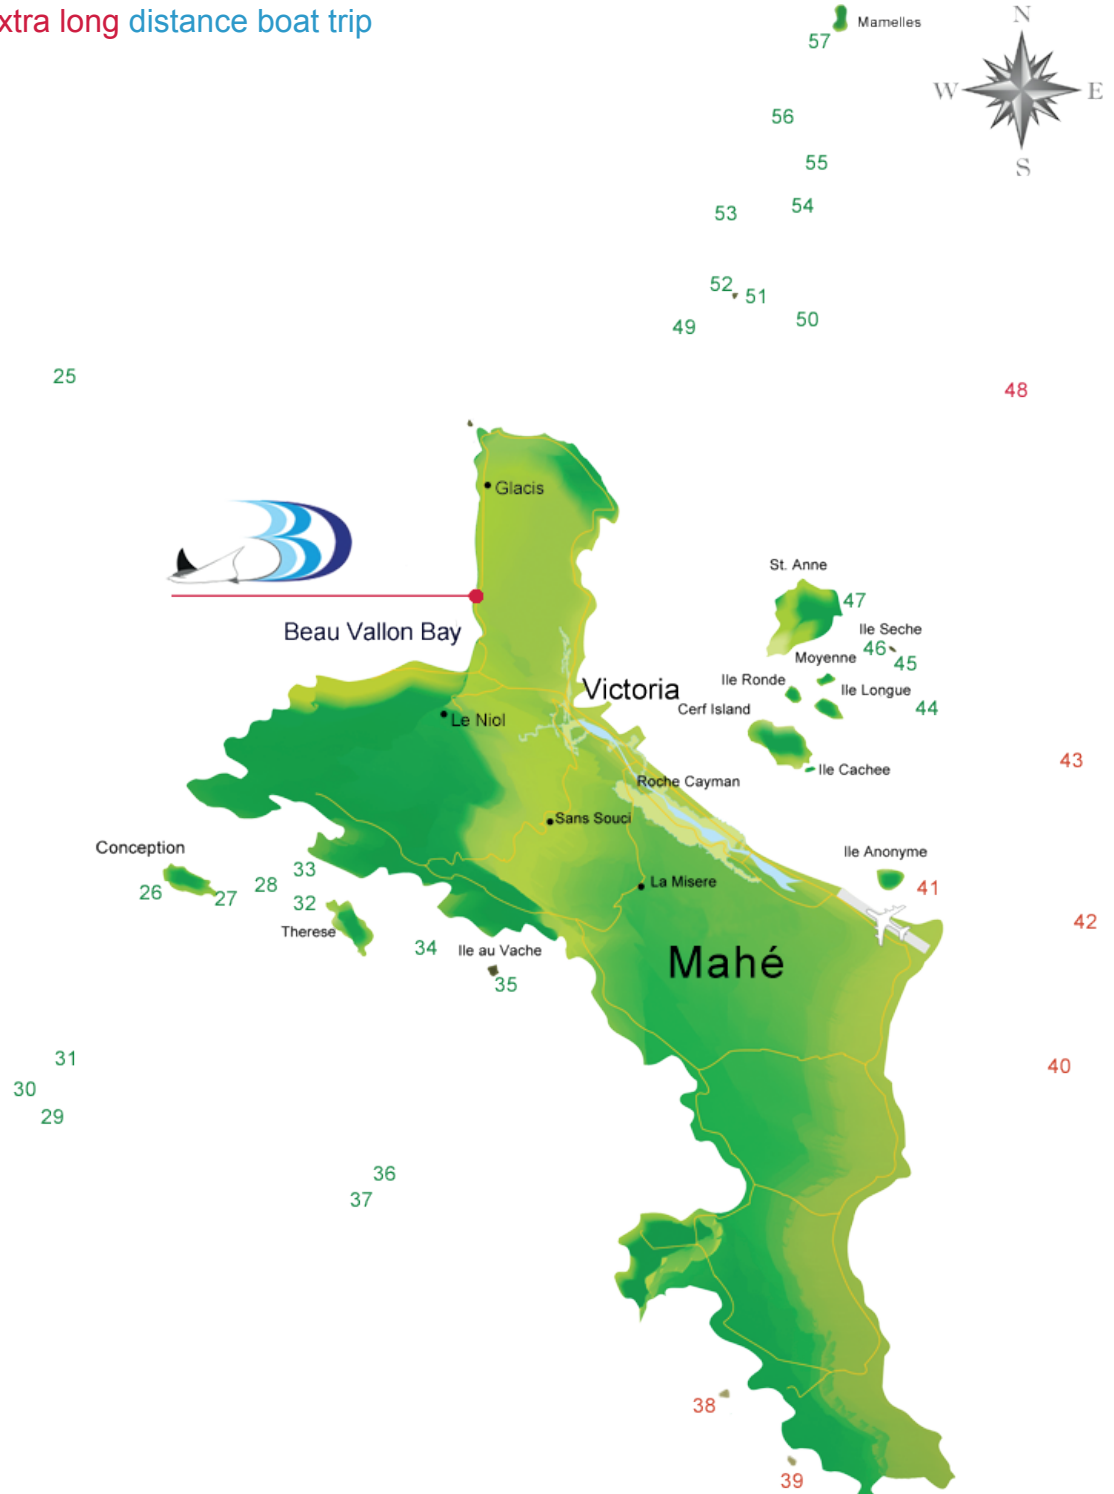 xtra long distance boat trip
N
Mamelles
57
W
E
56
S
55
54
53
52
51
50
49
25
48
Glacis
St. Anne
47
Ile Seche
Beau Vallon Bay
46
45
Moyenne
Ile Ronde
Victoria
Ile Longue
Cerf Island
44
Le Niol
43
Ile Cachee
Roche Cayman
Sans Souci
Conception
Ile Anonyme
33
28
La Misere
41
26
27
32
42
Therese
34
Ile au Vache
Mahé
35
31
40
30
29
36
37
38
39